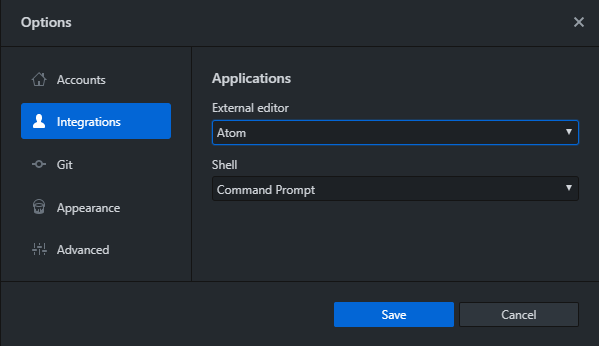 Options
Accounts
Integrations
Git
Appearance
Advanced
Applications
External editor
Atom
Shell
Command Prompt
Save
Cancel